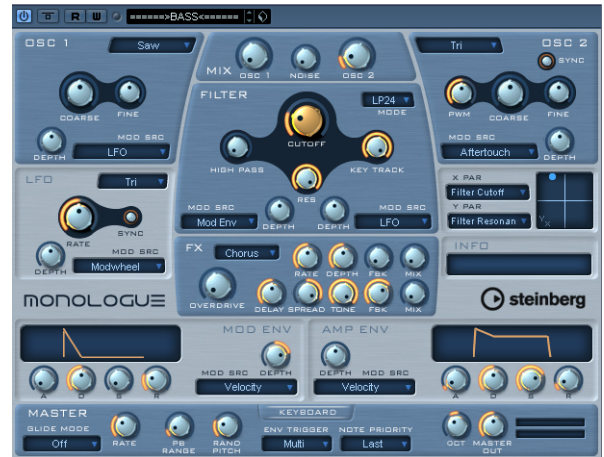 R W ======>BASS<======
OSC 1 Saw
COARSE FINE
MOD SRC
DEPTH LFO
MIX OSC 1 NOISE OSC 2
Tri OSC 2
SYNC
PWM COARSE FINE
MOD SRC
Aftertouch DEPTH
FILTER LP24
MODE
CUTOFF
HIGH PASS KEY TRACK
RES
MOD SRC MOD SRC
Mod Env DEPTH DEPTH LFO
LFO Tri
RATE SYNC
MOD SRC
DEPTH Modwheel
X PAR
Filter Cutoff
Y PAR
Filter Resonan
Y X
FX Chorus
RATE DEPTH FBK MIX
OVERDRIVE
DELAY SPREAD TONE FBK MIX
INFO
MONOLOGUE
steinberg
MOD ENV
MOD SRC DEPTH
Velocity
A D S R
AMP ENV
DEPTH MOD SRC
Velocity
A D S R
MASTER KEYBOARD
GLIDE MODE
Off RATE PB RANGE RAND PITCH
ENV TRIGGER NOTE PRIORITY
Multi Last
OCT MASTER OUT